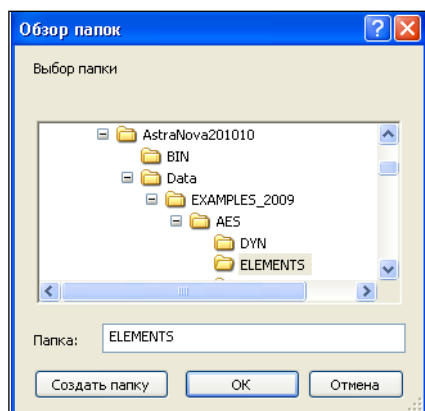 Обзор папок
Выбор папки
AstraNova201010
BIN
Data
EXAMPLES_2009
AES
DYN
ELEMENTS
Папка: ELEMENTS
Создать папку OK Отмена